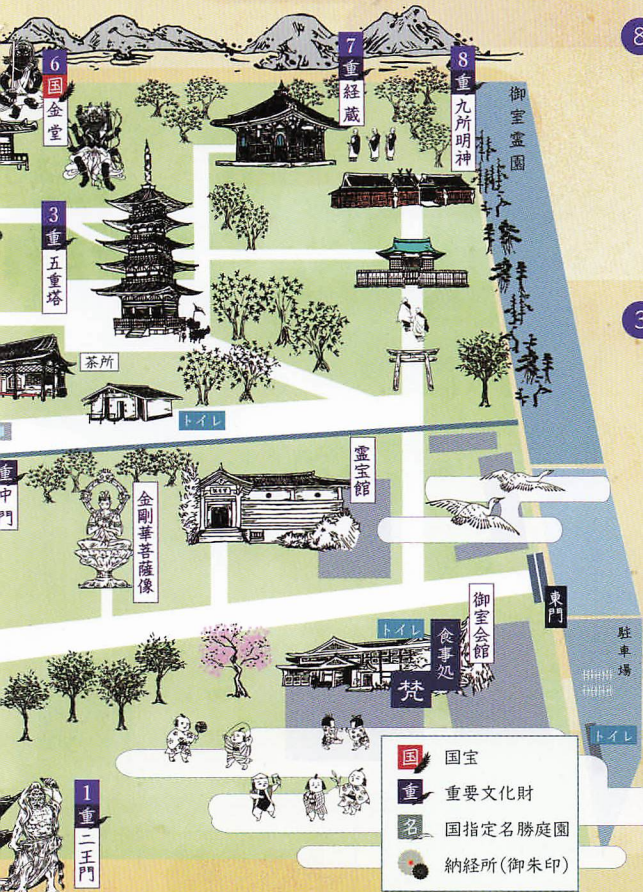 6 国 金堂
7 重 経蔵
8 重 九所明神
8
御室霊園
3 重 五重塔
3
茶所
トイレ
重 中門
金剛華菩薩像
霊宝館
東門
御室会館
トイレ
食事処
梵
駐車場
トイレ
1 重 二王門
国 国宝
重 重要文化財
名 国指定名勝庭園
納経所(御朱印)